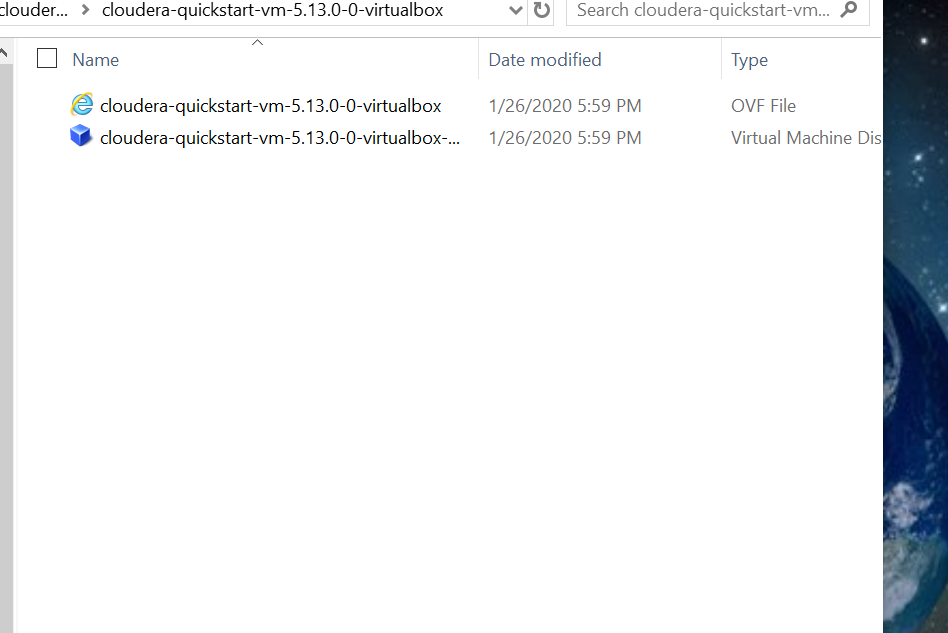 clouder... > cloudera-quickstart-vm-5.13.0-0-virtualbox Search cloudera-quickstart-vm...
Name Date modified Type
cloudera-quickstart-vm-5.13.0-0-virtualbox 1/26/2020 5:59 PM OVF File
cloudera-quickstart-vm-5.13.0-0-virtualbox-... 1/26/2020 5:59 PM Virtual Machine Dis